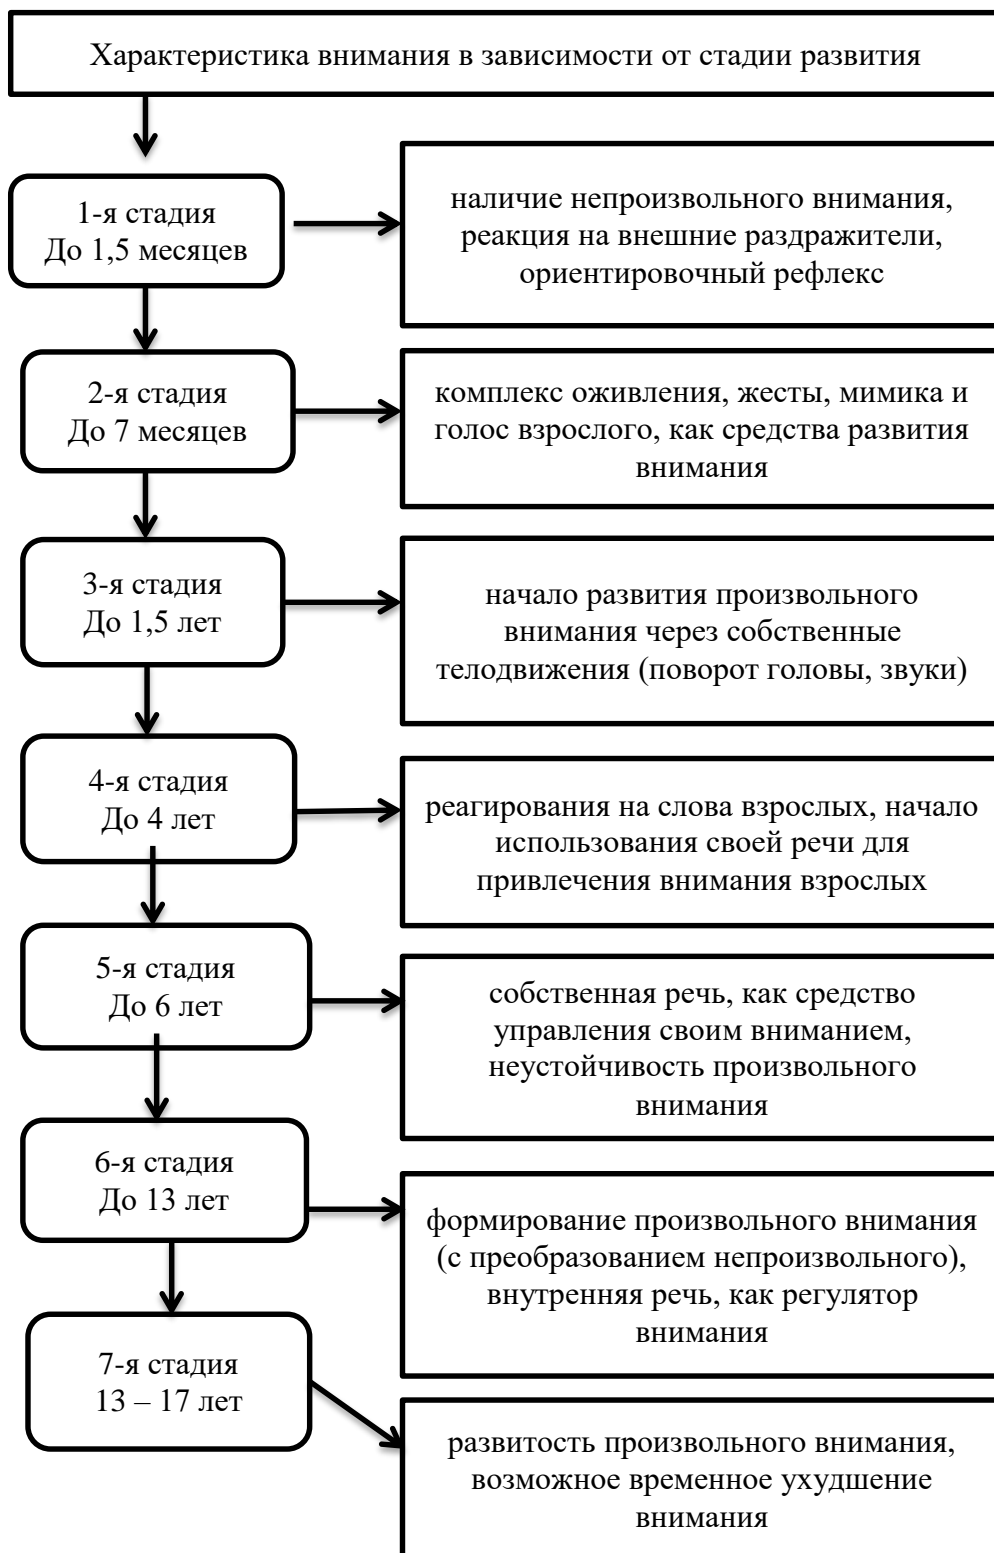 Характеристика внимания в зависимости от стадии развития
1-я стадия
До 1,5 месяцев
наличие непроизвольного внимания,
реакция на внешние раздражители,
ориентировочный рефлекс
2-я стадия
До 7 месяцев
комплекс оживления, жесты, мимика и
голос взрослого, как средства развития
внимания
3-я стадия
До 1,5 лет
начало развития произвольного
внимания через собственные
телодвижения (поворот головы, звуки)
4-я стадия
До 4 лет
реагирования на слова взрослых, начало
использования своей речи для
привлечения внимания взрослых
5-я стадия
До 6 лет
собственная речь, как средство
управления своим вниманием,
неустойчивость произвольного
внимания
6-я стадия
До 13 лет
формирование произвольного внимания
(с преобразованием непроизвольного),
внутренняя речь, как регулятор
внимания
7-я стадия
13 – 17 лет
развитость произвольного внимания,
возможное временное ухудшение
внимания